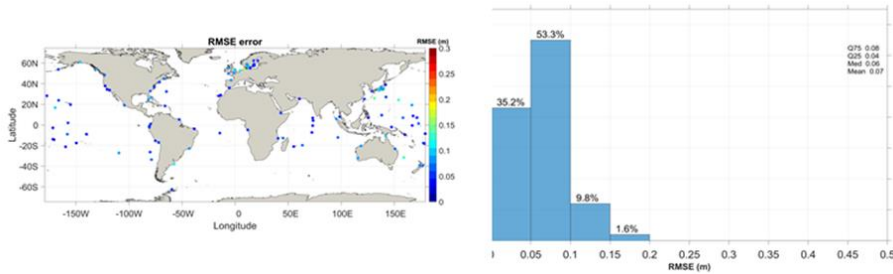 RMSE error
RMSE (m)
0.3
0.25
0.2
0.15
0.1
0.05
0
60N
40N
20N
0
20S
40S
60S
Latitude
150W
100W
50W
0
50E
100E
150E
Longitude
53.3%
35.2%
9.8%
1.6%
Q75 0.08
Q25 0.04
Med 0.06
Mean 0.07
0.05
0.1
0.15
0.2
0.25
0.3
0.35
0.4
0.45
RMSE (m)